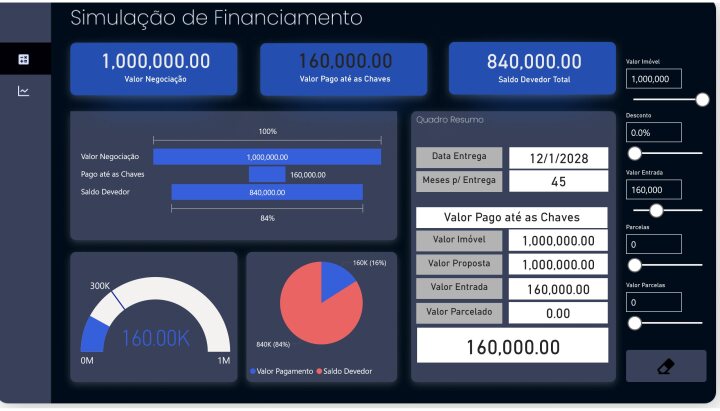 Simulação de Financiamento
1,000,000.00
Valor Negociação
160,000.00
Valor Pago até as Chaves
840,000.00
Saldo Devedor Total
Valor Imóvel
1,000,000
Desconto
0.0%
Valor Entrada
160,000
Parcelas
0
Valor Parcelas
0
100%
Valor Negociação
1,000,000.00
Pago até as Chaves
160,000.00
Saldo Devedor
840,000.00
84%
Quadro Resumo
Data Entrega
12/1/2028
Meses p/ Entrega
45
Valor Pago até as Chaves
Valor Imóvel
1,000,000.00
Valor Proposta
1,000,000.00
Valor Entrada
160,000.00
Valor Parcelado
0.00
160,000.00
300K
160.00K
0M
1M
160K (16%)
840K (84%)
Valor Pagamento
Saldo Devedor